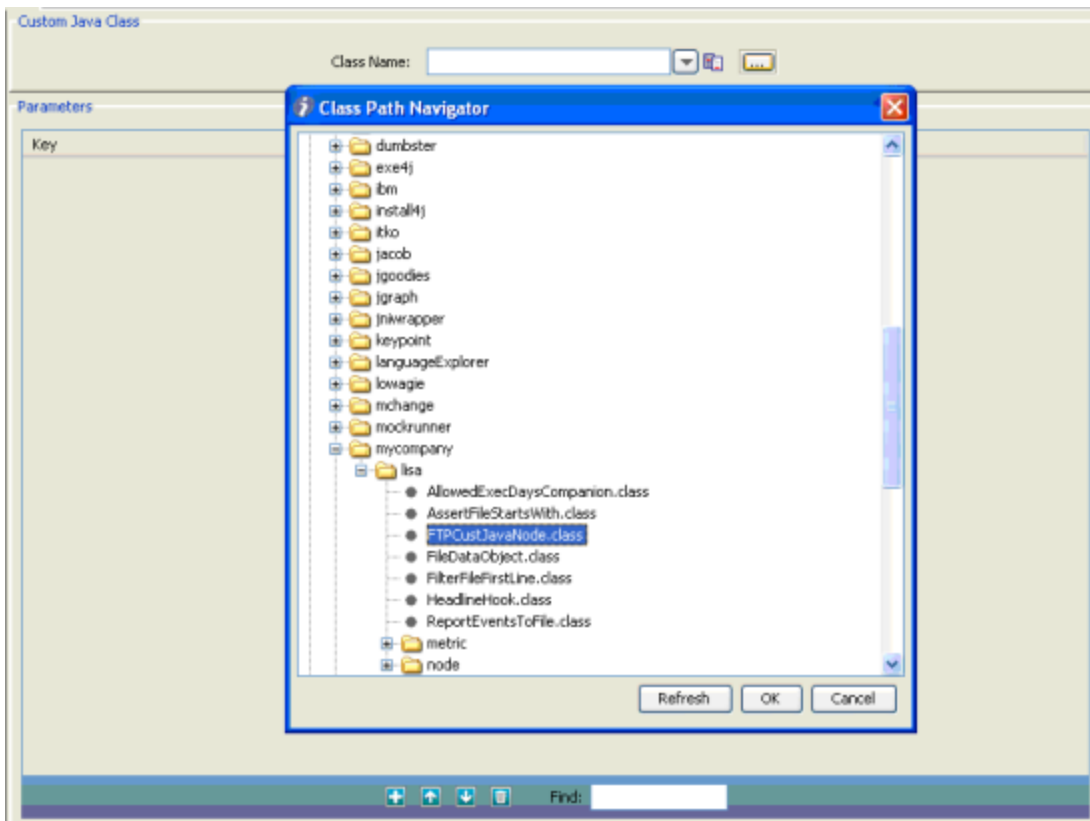 Custom Java Class
Class Name:
...
Parameters
Class Path Navigator
Key
dumbster
exe4j
ibm
install4j
itko
jacob
jgoodies
jgraph
jniwrapper
keypoint
languageExplorer
lowagie
mchange
mockrunner
mycompany
lisa
AllowedExecDaysCompanion.class
AssertFileStartsWith.class
FTPCustJavaNode.class
FileDataObject.class
FilterFileFirstLine.class
HeadlineHook.class
ReportEventsToFile.class
metric
node
Refresh OK Cancel
Find: